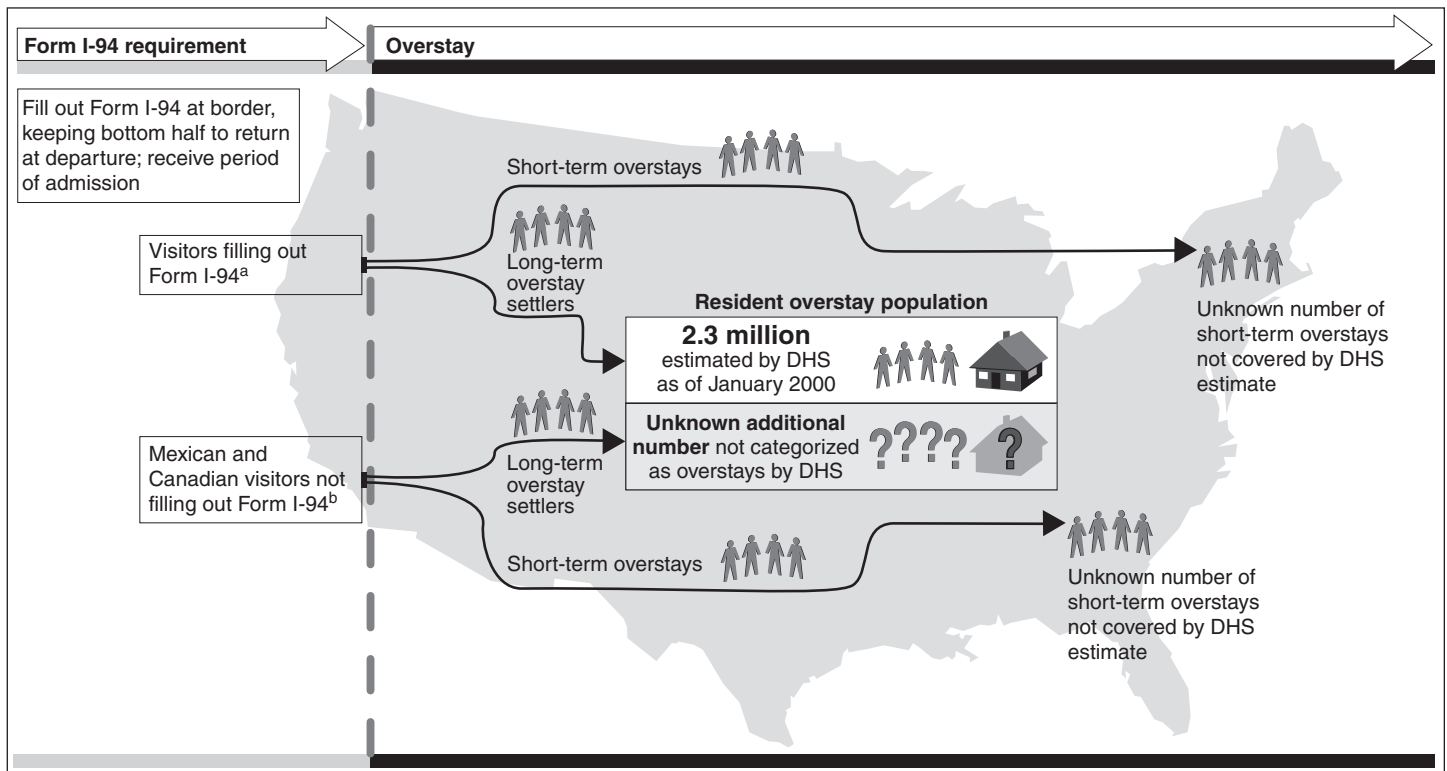 Form I-94 requirement
Overstay
Fill out Form I-94 at border,
keeping bottom half to return
at departure; receive period
of admission
Short-term overstays
Visitors filling out
Form I-94a
Long-term
overstay
settlers
Resident overstay population
2.3 million
estimated by DHS
as of January 2000
Unknown number of
short-term overstays
not covered by DHS
estimate
Unknown additional
number not categorized
as overstays by DHS
????
?
Mexican and
Canadian visitors not
filling out Form I-94b
Long-term
overstay
settlers
Short-term overstays
Unknown number of
short-term overstays
not covered by DHS
estimate